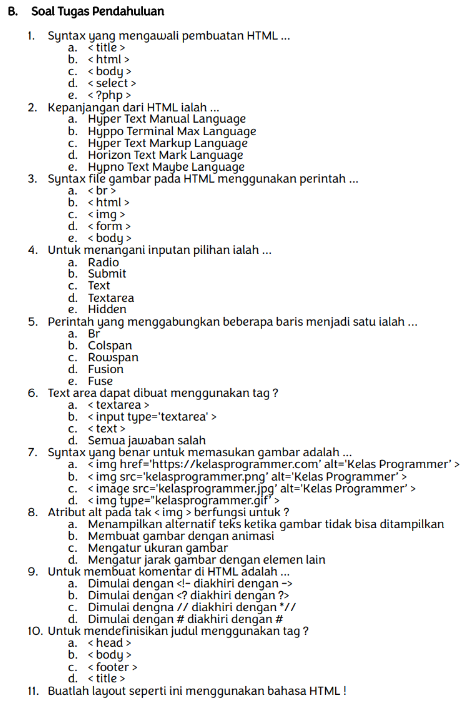 B. Soal Tugas Pendahuluan
1. Syntax yang mengawali pembuatan HTML ...
a. < title >
b. < html >
c. < body >
d. < select >
e. < ?php >
2. Kepanjangan dari HTML ialah ...
a. Hyper Text Manual Language
b. Hyppo Terminal Max Language
c. Hyper Text Markup Language
d. Horizon Text Mark Language
e. Hypno Text Maybe Language
3. Syntax file gambar pada HTML menggunakan perintah ...
a. < br >
b. < html >
c. < img >
d. < form >
e. < body >
4. Untuk menangani inputan pilihan ialah ...
a. Radio
b. Submit
c. Text
d. Textarea
e. Hidden
5. Perintah yang menggabungkan beberapa baris menjadi satu ialah ...
a. Br
b. Colspan
c. Rowspan
d. Fusion
e. Fuse
6. Text area dapat dibuat menggunakan tag ?
a. < textarea >
b. < input type='textarea' >
c. < text >
d. Semua jawaban salah
7. Syntax yang benar untuk memasukan gambar adalah ...
a. < img href='https://kelasprogrammer.com' alt='Kelas Programmer' >
b. < img src='kelasprogrammer.png' alt='Kelas Programmer' >
c. < image src='kelasprogrammer.jpg' alt='Kelas Programmer' >
d. < img type="kelasprogrammer.gif' >
8. Atribut alt pada tak < img > berfungsi untuk ?
a. Menampilkan alternatif teks ketika gambar tidak bisa ditampilkan
b. Membuat gambar dengan animasi
c. Mengatur ukuran gambar
d. Mengatur jarak gambar dengan elemen lain
9. Untuk membuat komentar di HTML adalah ...
a. Dimulai dengan <!– diakhiri dengan –>
b. Dimulai dengan <? diakhiri dengan ?>
c. Dimulai dengna // diakhiri dengan *//
d. Dimulai dengan # diakhiri dengan #
10. Untuk mendefinisikan judul menggunakan tag ?
a. < head >
b. < body >
c. < footer >
d. < title >
11. Buatlah layout seperti ini menggunakan bahasa HTML !